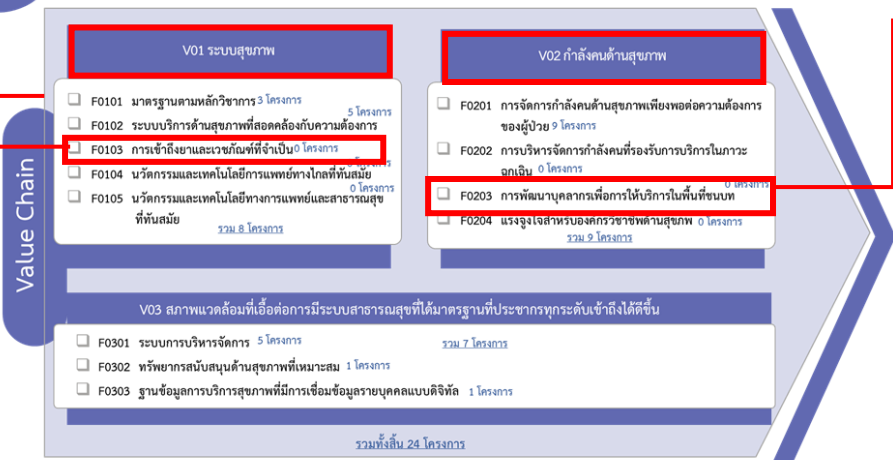 Value Chain
V01 ระบบสุขภาพ
F0101 มาตรฐานตามหลักวิชาการ 3 โครงการ
5 โครงการ
F0102 ระบบบริการด้านสุขภาพที่สอดคล้องกับความต้องการ
F0103 การเข้าถึงยาและเวชภัณฑ์ที่จำเป็น 0 โครงการ
F0104 นวัตกรรมและเทคโนโลยีการแพทย์ทางไกลที่ทันสมัย
0 โครงการ
F0105 นวัตกรรมและเทคโนโลยีทางการแพทย์และสาธารณสุข
ที่ทันสมัย
รวม 8 โครงการ
V02 กำลังคนด้านสุขภาพ
F0201 การจัดการกำลังคนด้านสุขภาพเพียงพอต่อความต้องการ
ของผู้ป่วย 9 โครงการ
F0202 การบริหารจัดการกำลังคนที่รองรับการบริการในภาวะ
ฉุกเฉิน 0 โครงการ
0 โครงการ
F0203 การพัฒนาบุคลากรเพื่อการให้บริการในพื้นที่ชนบท
F0204 แรงจูงใจสำหรับองค์กรวิชาชีพด้านสุขภาพ 0 โครงการ
รวม 9 โครงการ
V03 สภาพแวดล้อมที่เอื้อต่อการมีระบบสาธารณสุขที่ได้มาตรฐานที่ประชากรทุกระดับเข้าถึงได้ดีขึ้น
F0301 ระบบการบริหารจัดการ 5 โครงการ
รวม 7 โครงการ
F0302 ทรัพยากรสนับสนุนด้านสุขภาพที่เหมาะสม 1 โครงการ
F0303 ฐานข้อมูลการบริการสุขภาพที่มีการเชื่อมข้อมูลรายบุคคลแบบดิจิทัล 1 โครงการ
รวมทั้งสิ้น 24 โครงการ